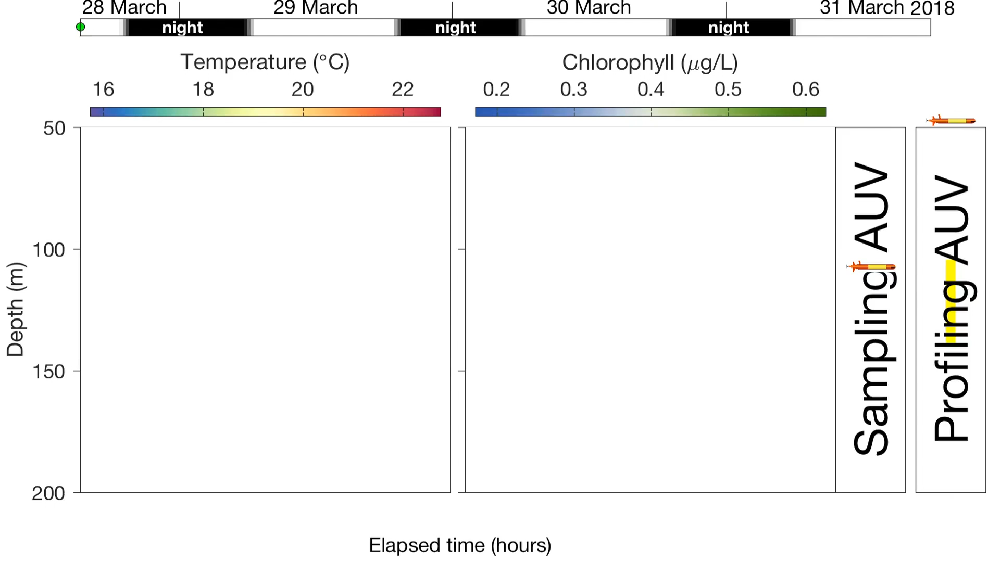 28 March 29 March 30 March 31 March 2018
night night night
Temperature (°C) Chlorophyll (μg/L)
16 18 20 22 0.2 0.3 0.4 0.5 0.6
50
100
150
200
Depth (m)
Sampling AUV
Profiling AUV
Elapsed time (hours)